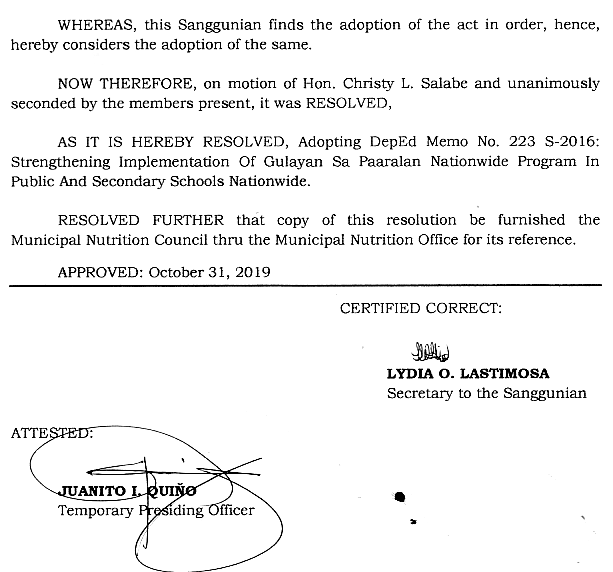 WHEREAS, this Sanggunian finds the adoption of the act in order, hence,
hereby considers the adoption of the same.
NOW THEREFORE, on motion of Hon. Christy L. Salabe and unanimously
seconded by the members present, it was RESOLVED,
AS IT IS HEREBY RESOLVED, Adopting DepEd Memo No. 223 S-2016:
Strengthening Implementation Of Gulayan Sa Paaralan Nationwide Program In
Public And Secondary Schools Nationwide.
RESOLVED FURTHER that copy of this resolution be furnished the
Municipal Nutrition Council thru the Municipal Nutrition Office for its reference.
APPROVED: October 31, 2019
CERTIFIED CORRECT:
LYDIA O. LASTIMOSA
Secretary to the Sanggunian
ATTESTED:
JUANITO I. QUIÑO
Temporary Presiding Officer